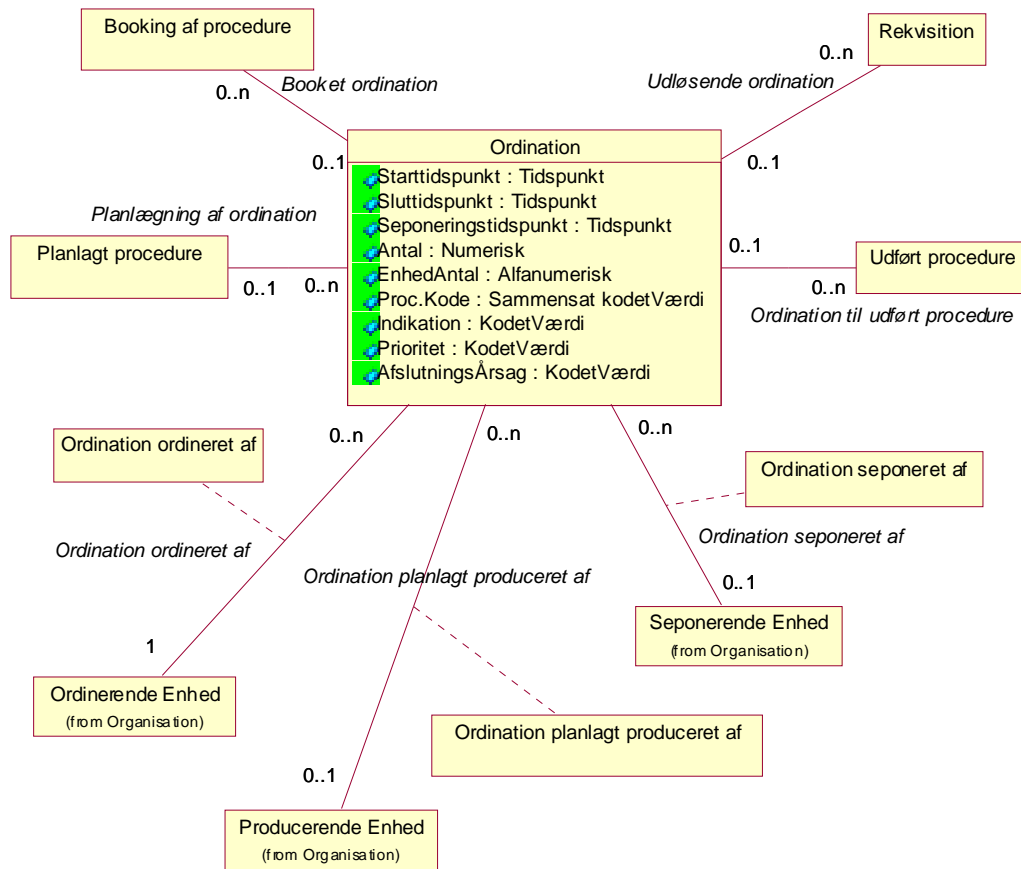 Booking af procedure
Rekvisition
0..n
0..n
Booket ordination
Udløsende ordination
0..1
0..1
Ordination
Starttidspunkt : Tidspunkt
Sluttidspunkt : Tidspunkt
Seponeringstidspunkt : Tidspunkt
Antal : Numerisk
EnhedAntal : Alfanumerisk
Proc.Kode : Sammensat kodetVærdi
Indikation : KodetVærdi
Prioritet : KodetVærdi
AfslutningsÅrsag : KodetVærdi
Planlægning af ordination
Planlagt procedure
0..1
0..n
0..1
0..n
Udført procedure
Ordination til udført procedure
0..n
0..n
0..n
Ordination ordineret af
Ordination seponeret af
Ordination ordineret af
Ordination planlagt produceret af
Ordination seponeret af
0..1
Seponerende Enhed
(from Organisation)
1
Ordinerende Enhed
(from Organisation)
Ordination planlagt produceret af
0..1
Producerende Enhed
(from Organisation)